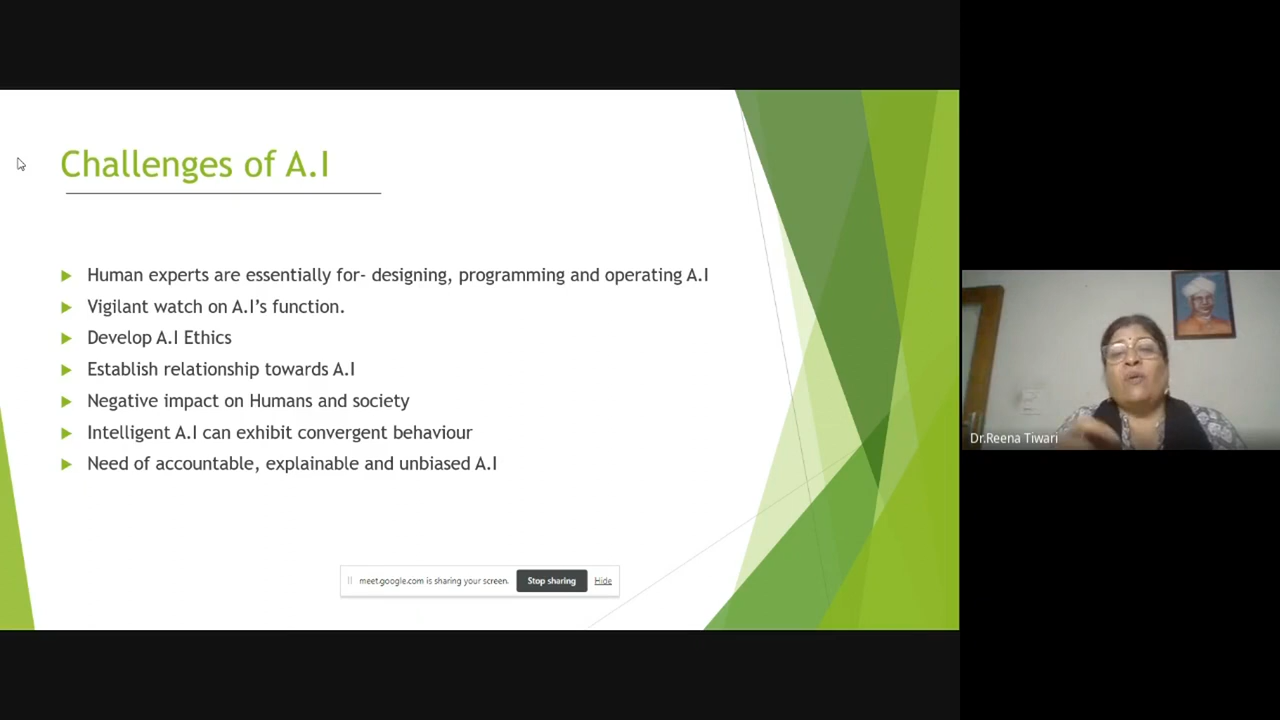 Challenges of A.I
Human experts are essentially for- designing, programming and operating A.I
Vigilant watch on A.I’s function.
Develop A.I Ethics
Establish relationship towards A.I
Negative impact on Humans and society
Intelligent A.I can exhibit convergent behaviour
Need of accountable, explainable and unbiased A.I
meet.google.com is sharing your screen. Stop sharing Hide
Dr.Reena Tiwari